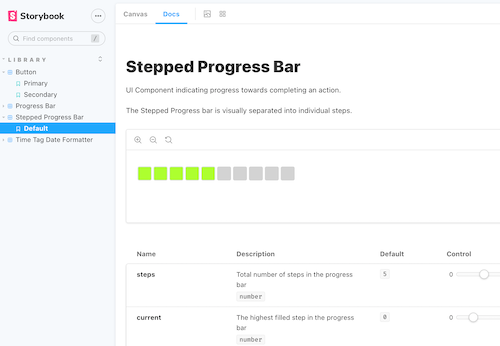 Storybook
Canvas
Docs
Find components
/
LIBRARY
Button
Primary
Secondary
Progress Bar
Stepped Progress Bar
Default
Time Tag Date Formatter
Stepped Progress Bar
UI Component indicating progress towards completing an action.
The Stepped Progress bar is visually separated into individual steps.
Name Description Default Control
steps Total number of steps in the progress 5 0
bar
number
current The highest filled step in the progress 0 0
bar
number